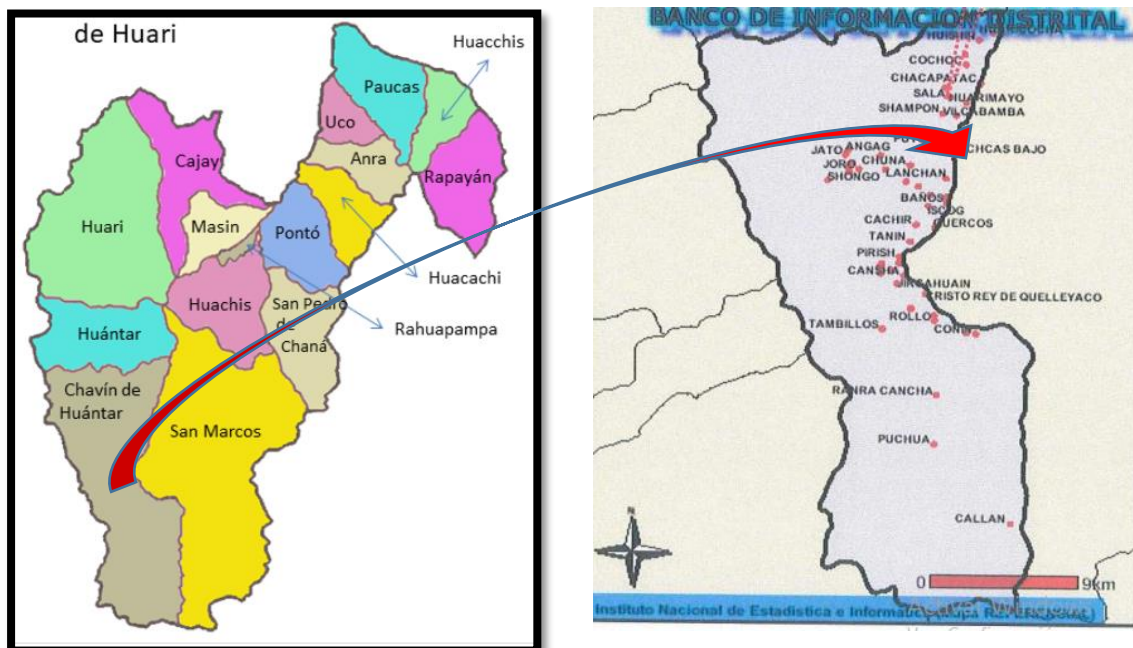 de Huari
Huacchis
Paucas
Uco
Cajay
Anra
Rapayán
Masin
Huari
Pontó
Huacachi
Huachis
San Pedro
de
Rahuapampa
Huántar
Chaná
Chavín de
Huántar
San Marcos
BANCO DE INFORMACION DISTRITAL
COCHOC
CHACAPATAC
SALA
HUARIMAYO
SHAMPON
VILCABAMBA
JATO
ANGAG
CHCAS BAJO
JORO
CHUNA
SHONGO
LANCHAN
BAÑOS
ISCOG
CACHIR
QUERCOS
TANIN
PIRISH
CANSHA
CRISTO REY DE QUELLEYACO
TAMBILLOS
ROLLO
RANRA CANCHA
PUCHUA
CALLAN
N
0
9km
Instituto Nacional de Estadistica e Informatica